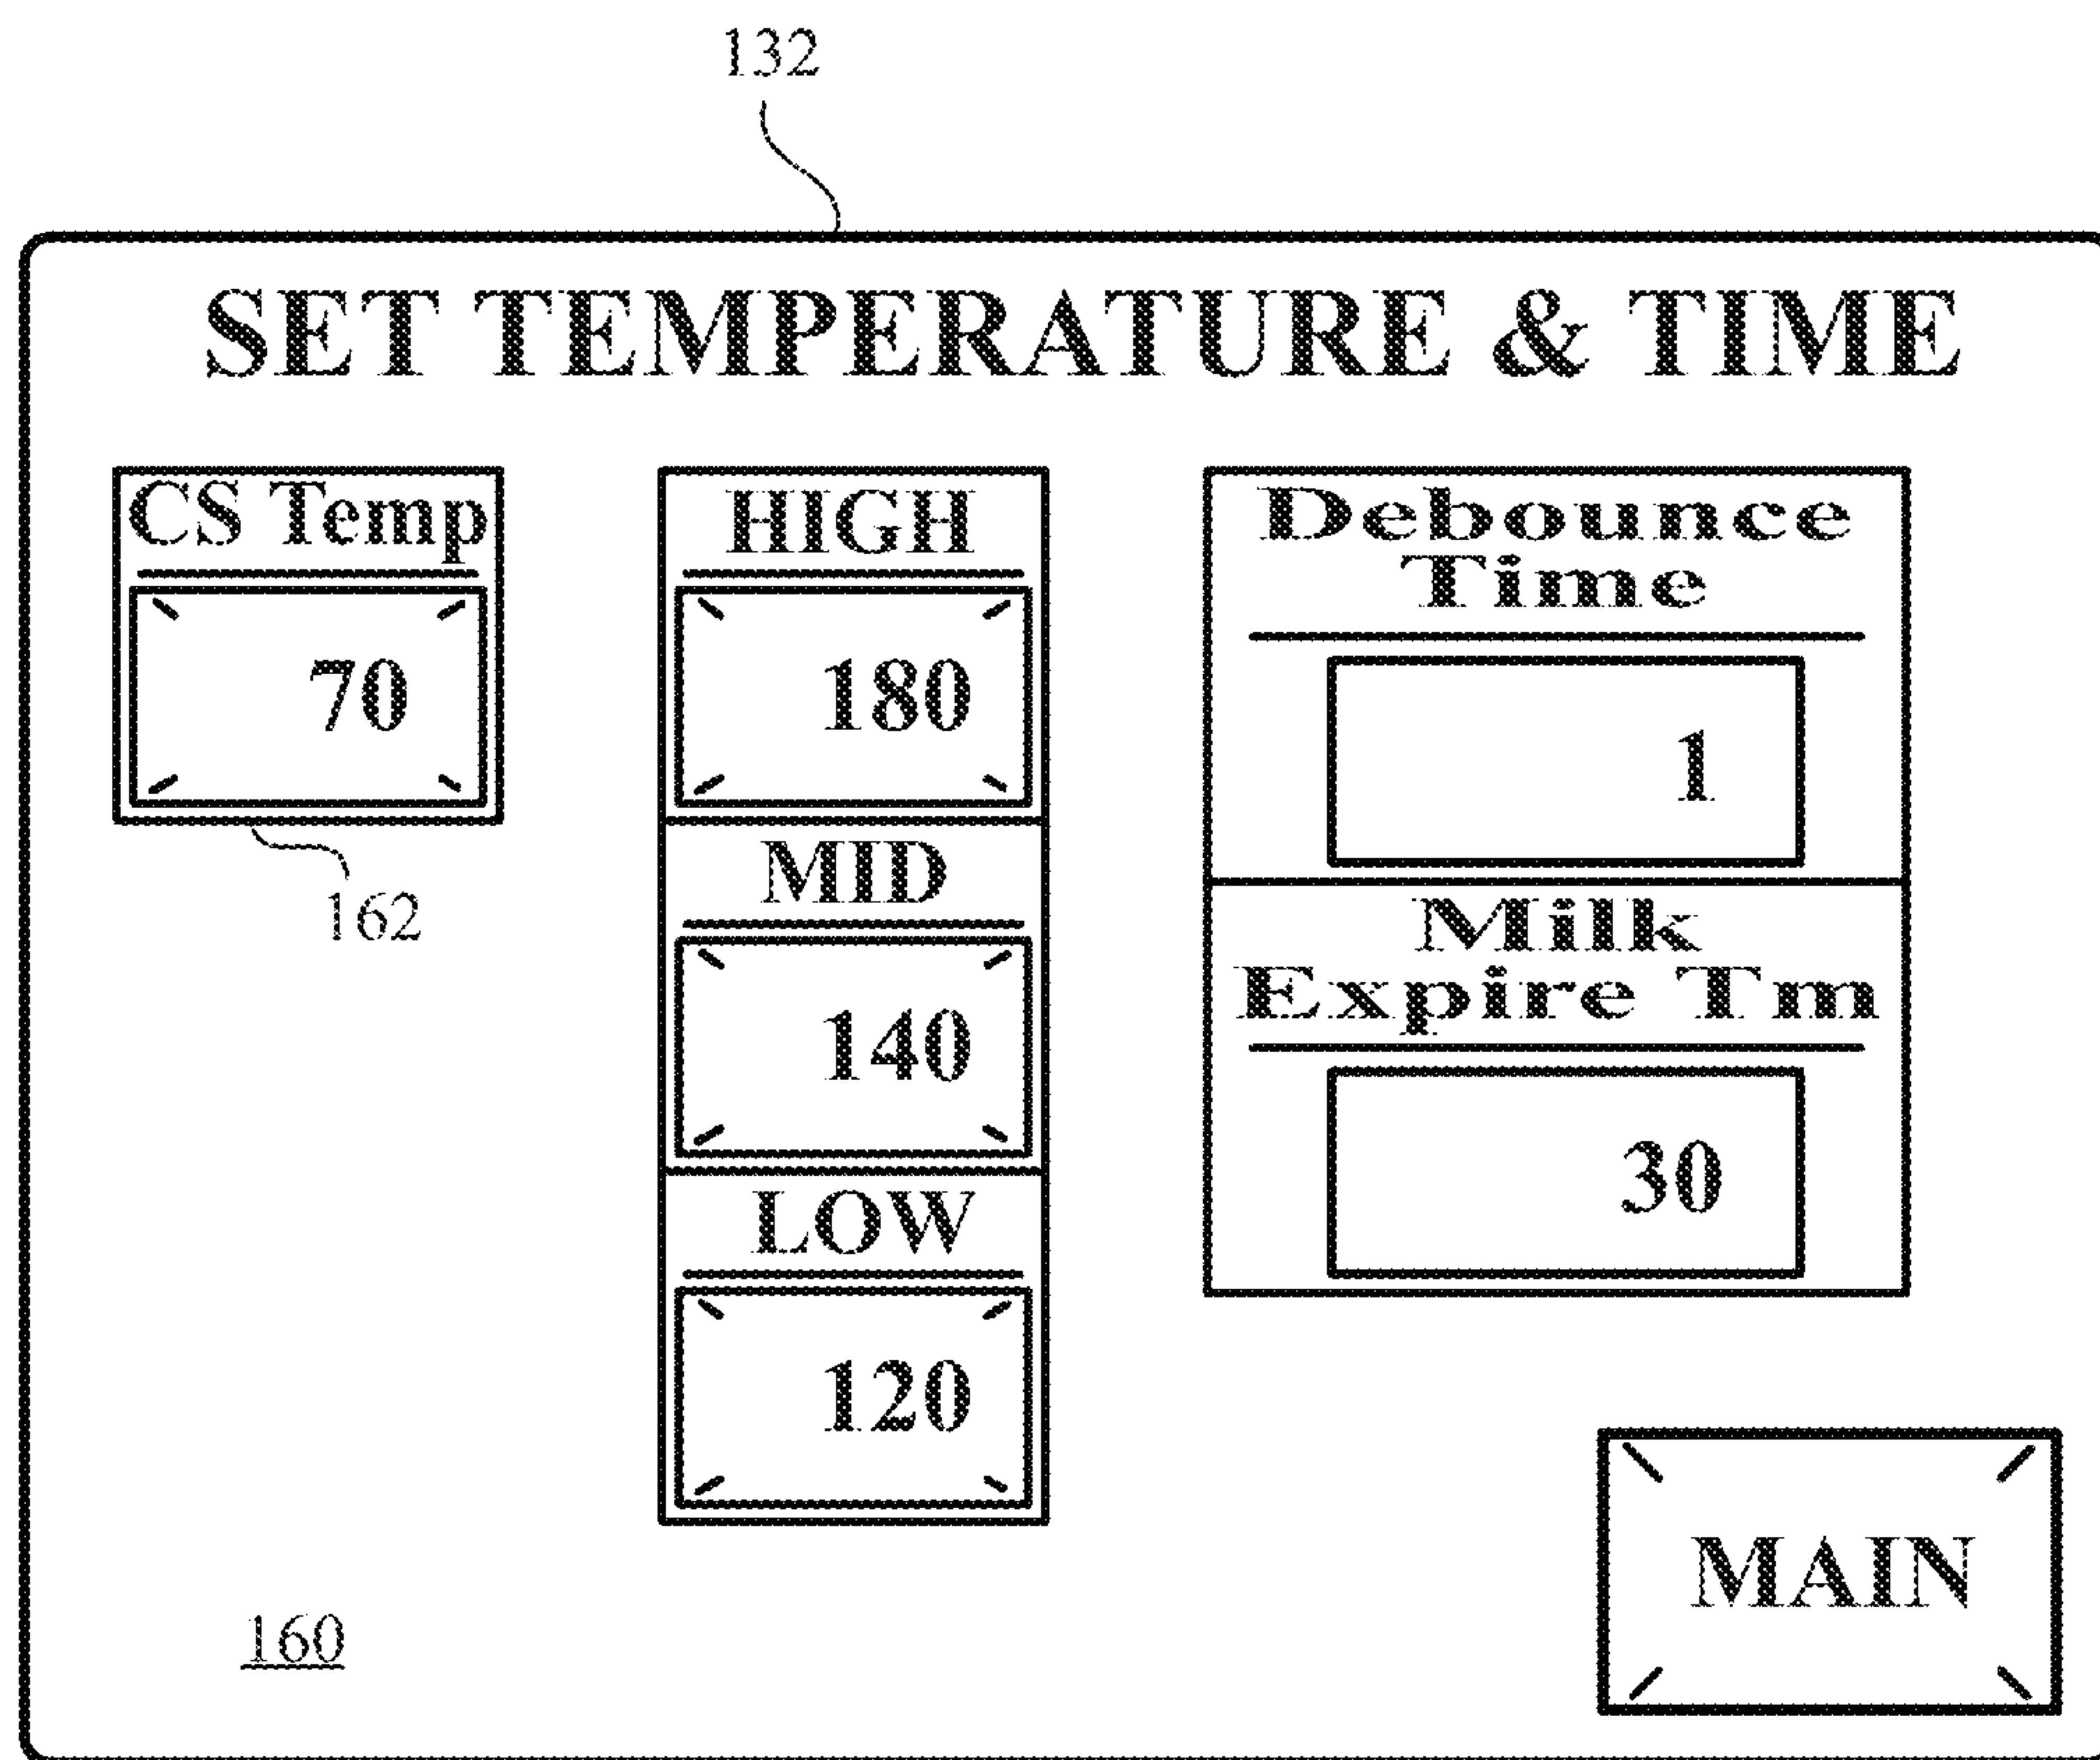 132
SET TEMPERATURE & TIME
CS Temp
70
162
HIGH
180
MID
140
LOW
120
Debounce
Time
1
Milk
Expire Tm
30
MAIN
160